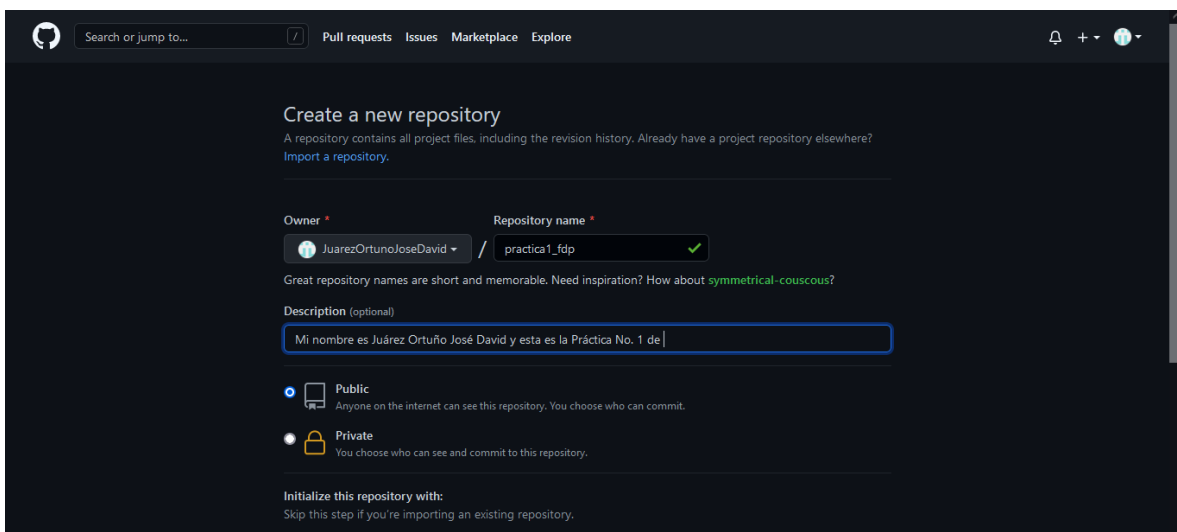 Search or jump to... / Pull requests Issues Marketplace Explore
Create a new repository
A repository contains all project files, including the revision history. Already have a project repository elsewhere?
Import a repository.
Owner * Repository name *
JuarezOrtunoJoseDavid / practica1_fdp
Great repository names are short and memorable. Need inspiration? How about symmetrical-couscous?
Description (optional)
Mi nombre es Juárez Ortuño José David y esta es la Práctica No. 1 de
Public
Anyone on the internet can see this repository. You choose who can commit.
Private
You choose who can see and commit to this repository.
Initialize this repository with:
Skip this step if you're importing an existing repository.